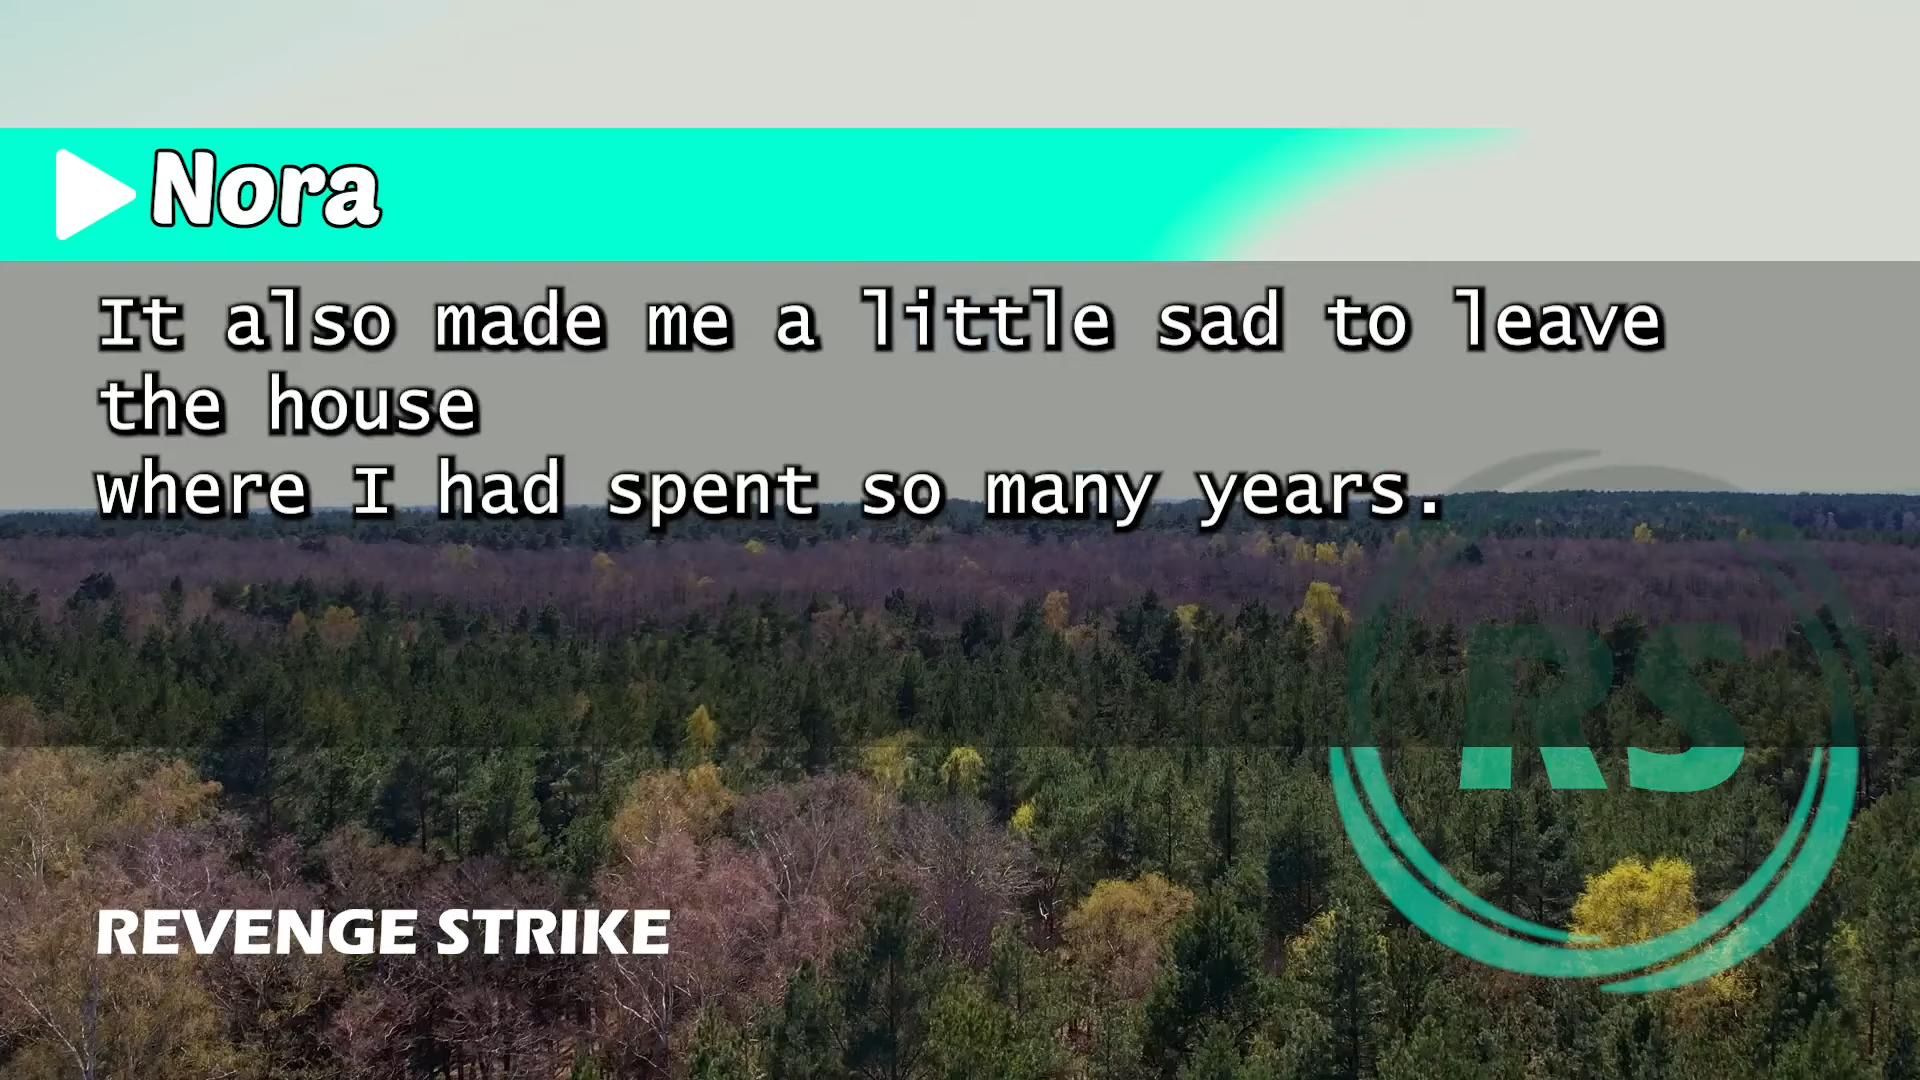 Nora
It also made me a little sad to leave
the house
where I had spent so many years.
RS
REVENGE STRIKE